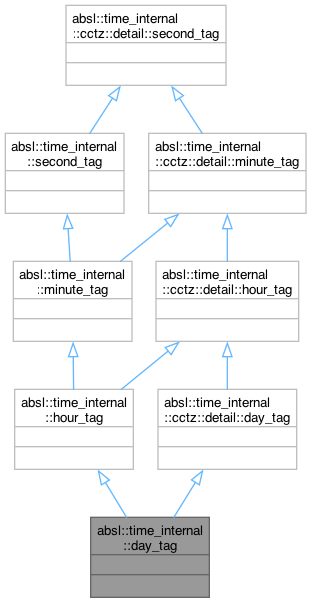 absl::time_internal
::cctz::detail::second_tag
absl::time_internal
::second_tag
absl::time_internal
::cctz::detail::minute_tag
absl::time_internal
::minute_tag
absl::time_internal
::cctz::detail::hour_tag
absl::time_internal
::hour_tag
absl::time_internal
::cctz::detail::day_tag
absl::time_internal
::day_tag